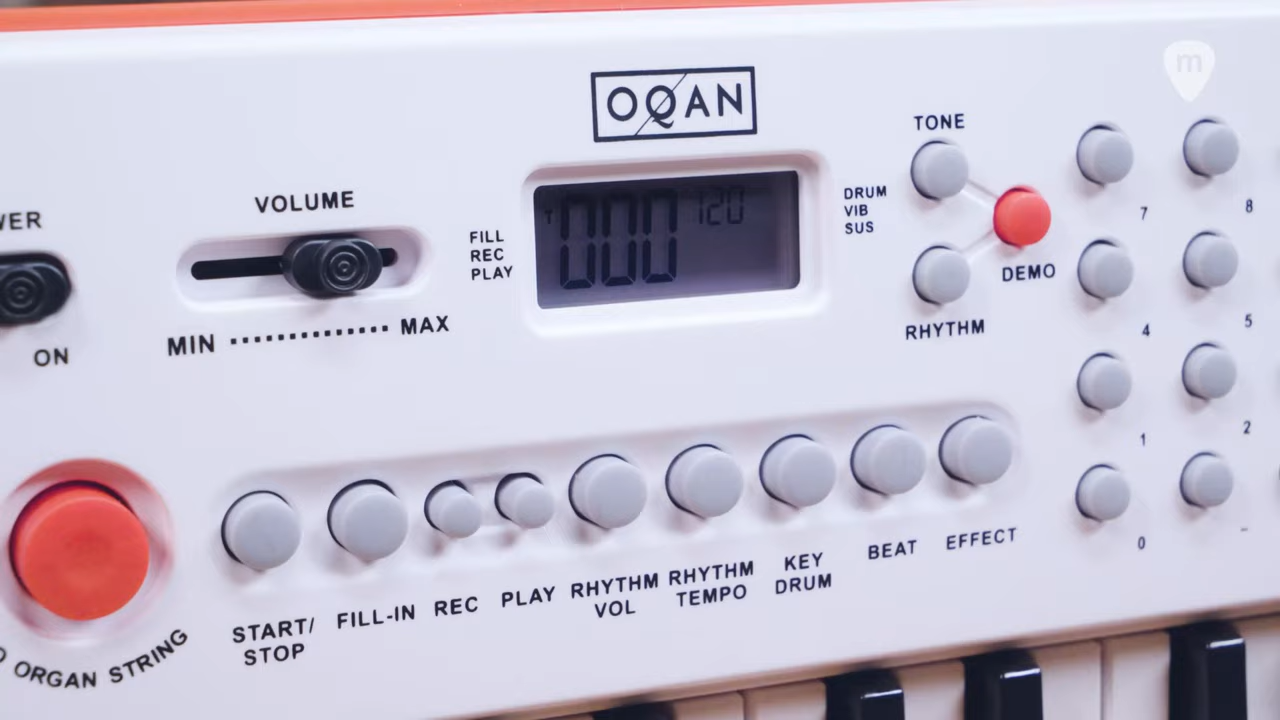 m
OQAN
TONE
WER
VOLUME
DRUM
VIB
SUS
7
8
FILL
REC
PLAY
T 000 120
DEMO
MIN
MAX
ON
RHYTHM
4
5
1
2
START/
STOP
FILL-IN
REC
PLAY
RHYTHM
VOL
RHYTHM
TEMPO
KEY
DRUM
BEAT
EFFECT
0
-
ORGAN STRING